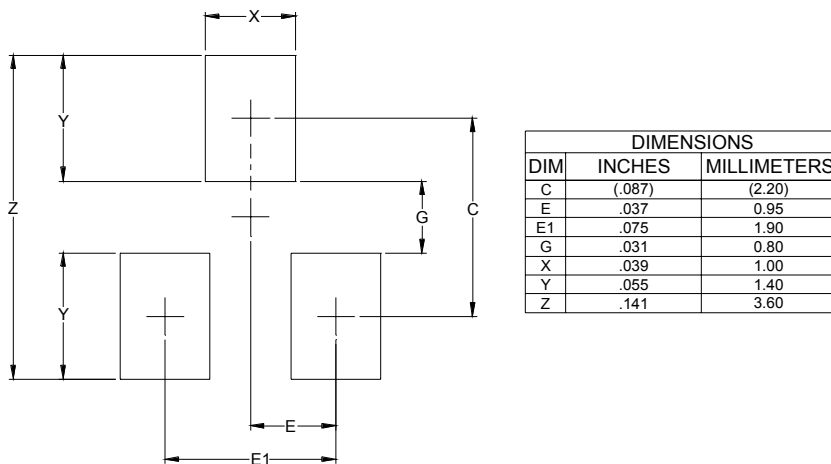 X
Y
Z
G
C
Y
E
E1
DIMENSIONS
DIM INCHES MILLIMETERS
C (.087) (2.20)
E .037 0.95
E1 .075 1.90
G .031 0.80
X .039 1.00
Y .055 1.40
Z .141 3.60